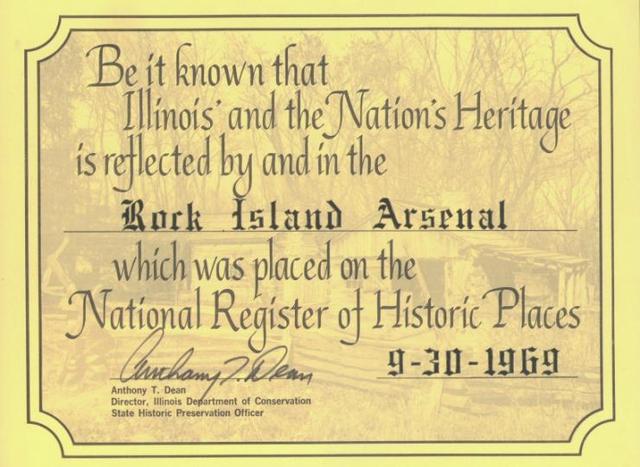 Be it known that
Illinois' and the Nation's Heritage
is reflected by and in the
Rock Island Arsenal
which was placed on the
National Register of Historic Places
Anthony T. Dean
9-30-1969
Anthony T. Dean
Director, Illinois Department of Conservation
State Historic Preservation Officer